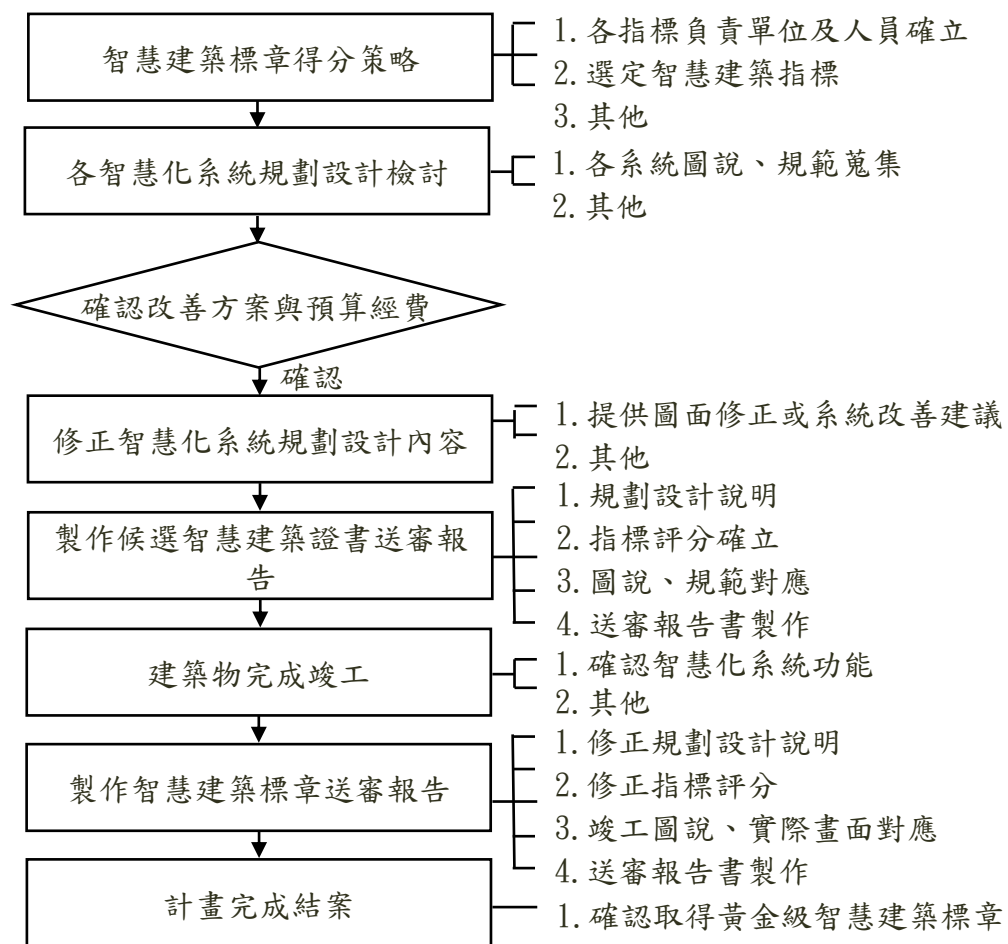 智慧建築標章得分策略
1.各指標負責單位及人員確立
2.選定智慧建築指標
3.其他
各智慧化系統規劃設計檢討
1.各系統圖說、規範蒐集
2.其他
確認改善方案與預算經費
確認
修正智慧化系統規劃設計內容
1.提供圖面修正或系統改善建議
2.其他
製作候選智慧建築證書送審報
告
1.規劃設計說明
2.指標評分確立
3.圖說、規範對應
4.送審報告書製作
建築物完成竣工
1.確認智慧化系統功能
2.其他
製作智慧建築標章送審報告
1.修正規劃設計說明
2.修正指標評分
3.竣工圖說、實際畫面對應
4.送審報告書製作
計畫完成結案
1.確認取得黃金級智慧建築標章